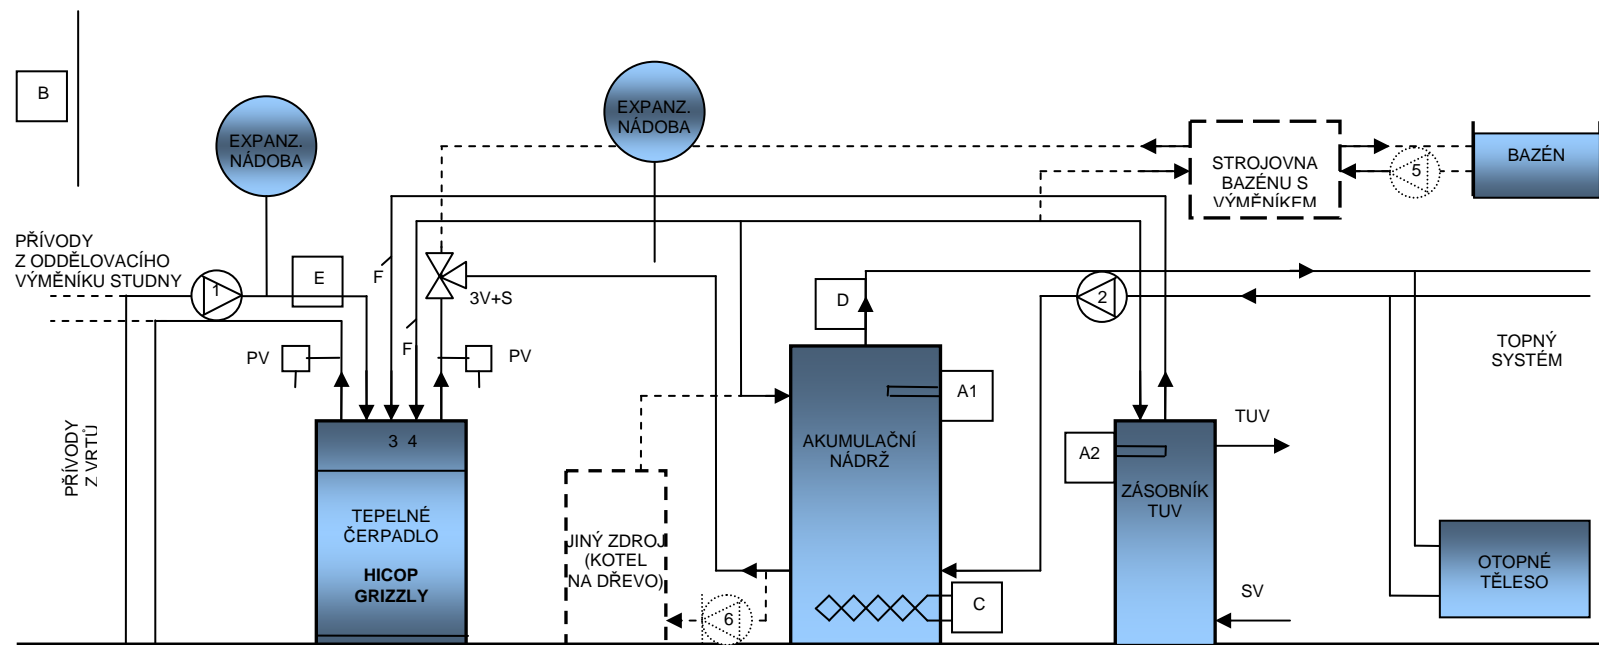 B
EXPANZ.
NÁDOBA
EXPANZ.
NÁDOBA
STROJOVNA
BAZÉNU S
VÝMĚNÍKEM
5
BAZÉN
PŘÍVODY
Z ODDĚLOVACÍHO
VÝMĚNÍKU STUDNY
1
E
F
3V+S
F
D
2
PV
PV
TOPNÝ
SYSTÉM
A1
PŘÍVODY
Z VRTŮ
3 4
TEPELNÉ
ČERPADLO
HICOP
GRIZZLY
JINÝ ZDROJ
(KOTEL
NA DŘEVO)
6
AKUMULAČNÍ
NÁDRŽ
C
A2
ZÁSOBNÍK
TUV
TUV
SV
OTOPNÉ
TĚLESO